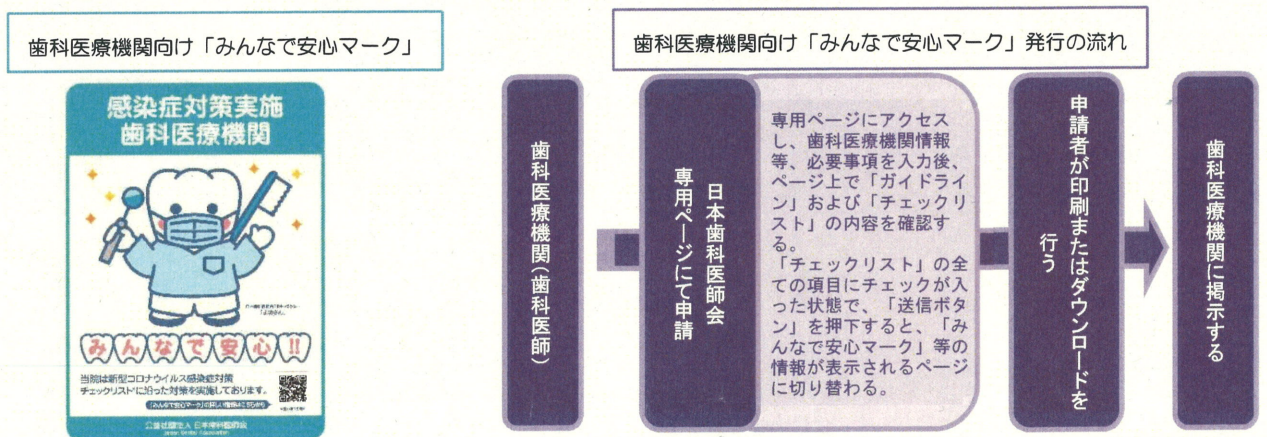 歯科医療機関向け「みんなで安心マーク」
感染症対策実施
歯科医療機関
みんなで安心!!
当院は新型コロナウイルス感染症対策
チェックリスト*に沿った対策を実施しております。
「みんなで安心マーク」の詳しい情報はこちらから
公益社団法人 日本歯科医師会
Japan Dental Association
歯科医療機関向け「みんなで安心マーク」発行の流れ
歯科医療機関(歯科医師)
日本歯科医師会
専用ページにて申請
専用ページにアクセス
し、歯科医療機関情報
等、必要事項を入力後、
ページ上で「ガイドライ
ン」および「チェックリ
スト」の内容を確認す
る。
「チェックリスト」の全
ての項目にチェックが入
った状態で、「送信ボタ
ン」を押下すると、「み
んなで安心マーク」等の
情報が表示されるページ
に切り替わる。
申請者が印刷またはダウンロードを
行う
歯科医療機関に掲示する